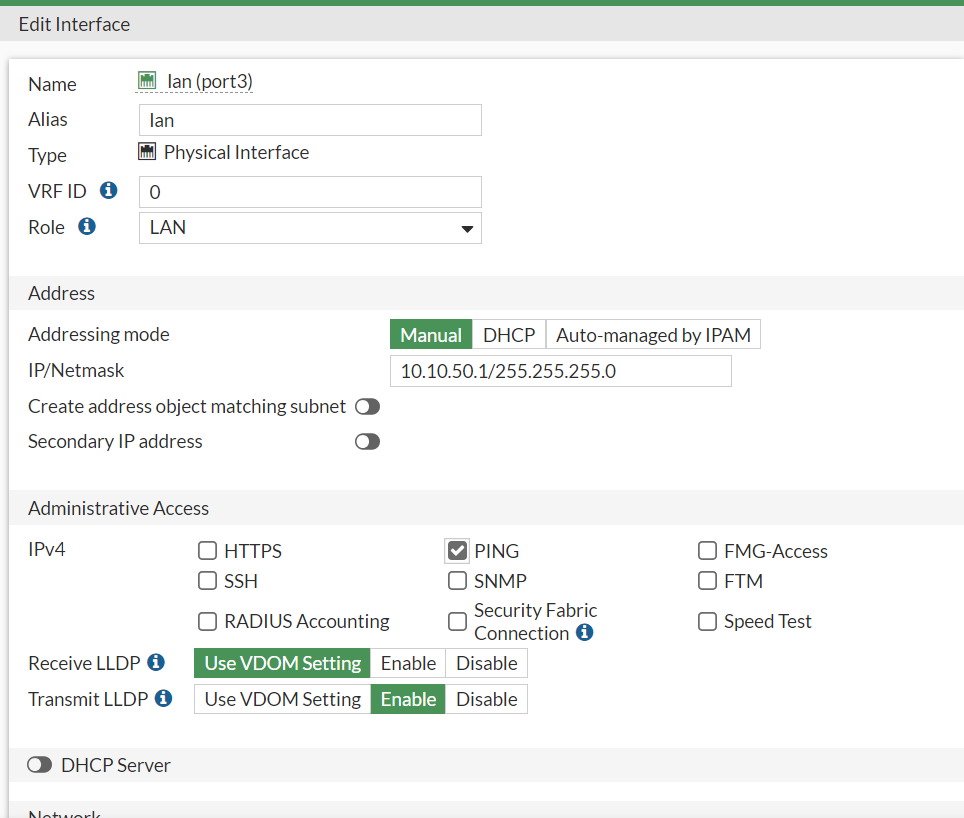 Edit Interface
Name lan (port3)
Alias lan
Type Physical Interface
VRF ID 0
Role LAN
Address
Addressing mode Manual DHCP Auto-managed by IPAM
IP/Netmask 10.10.50.1/255.255.255.0
Create address object matching subnet
Secondary IP address
Administrative Access
IPv4 HTTPS PING FMG-Access
SSH SNMP FTM
RADIUS Accounting Security Fabric Connection Speed Test
Receive LLDP Use VDOM Setting Enable Disable
Transmit LLDP Use VDOM Setting Enable Disable
DHCP Server
Network